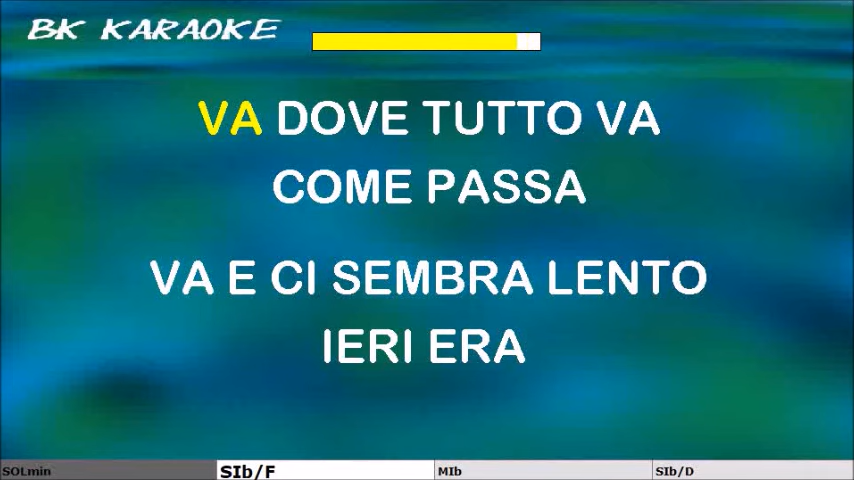 BK KARAOKE
VA DOVE TUTTO VA
COME PASSA
VA E CI SEMBRA LENTO
IERI ERA
SOLmin SIb/F MIb SIb/D